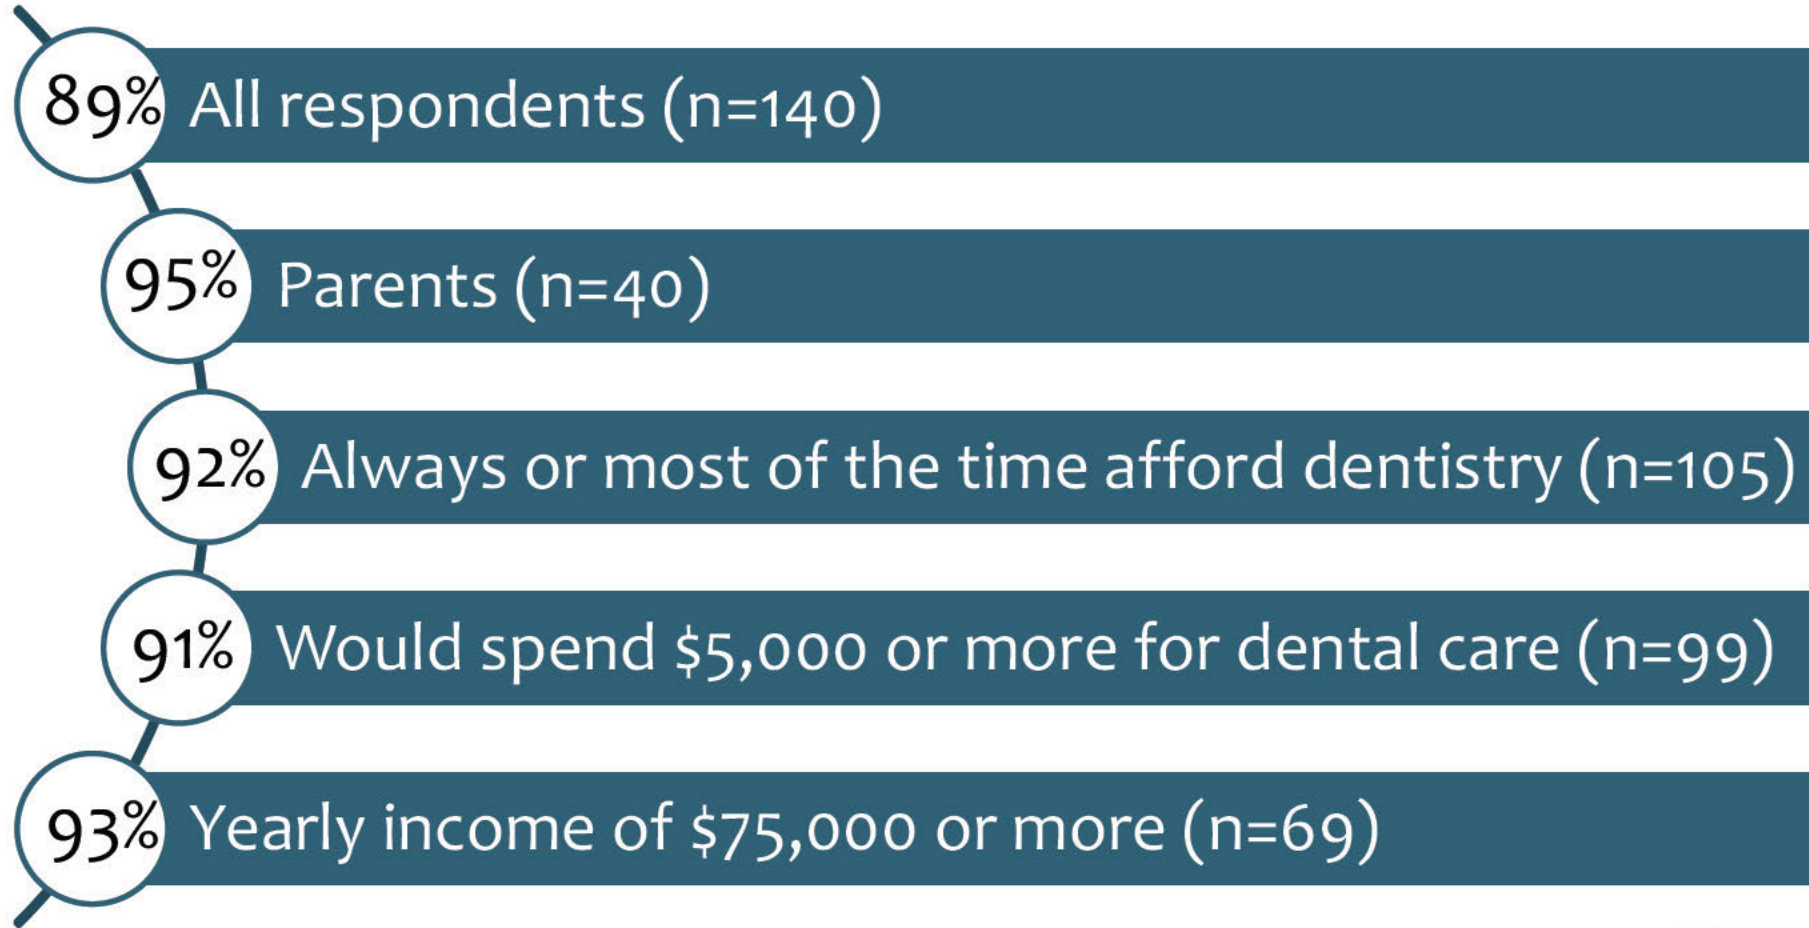 89% All respondents (n=140)
95% Parents (n=40)
92% Always or most of the time afford dentistry (n=105)
91% Would spend $5,000 or more for dental care (n=99)
93% Yearly income of $75,000 or more (n=69)